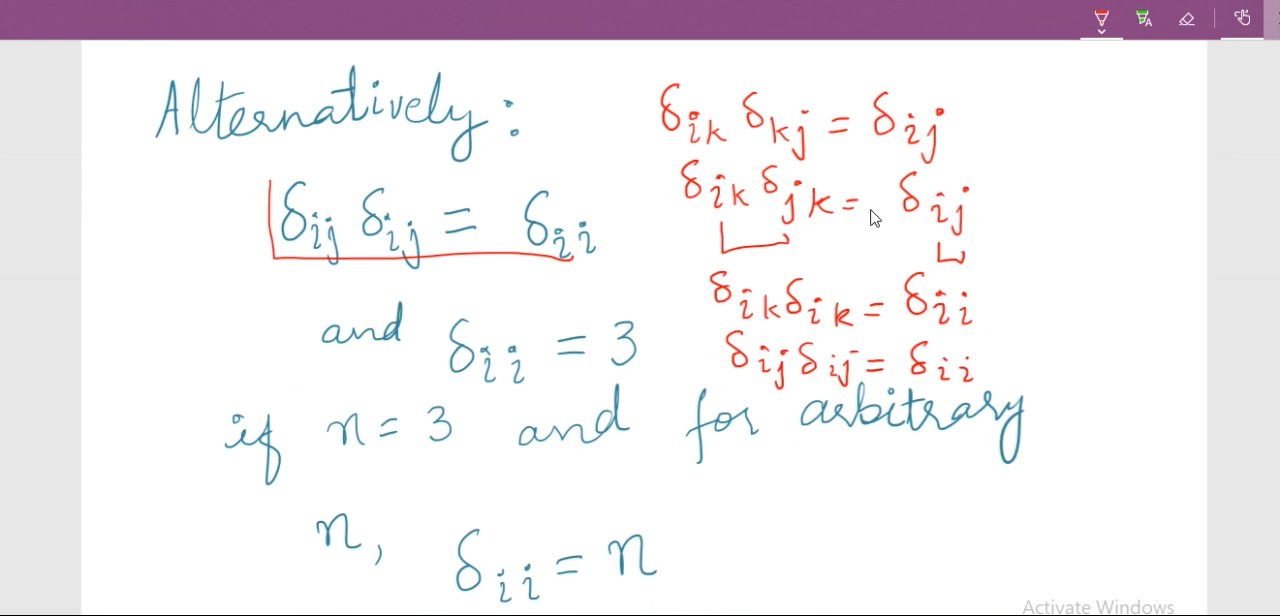 Alternatively:
δij δij = δii
and δii = 3
if n = 3 and for arbitrary
n, δii = n
δik δkj = δij
δik δjk = δij
δik δik = δii
δij δij = δii
Activate Windows